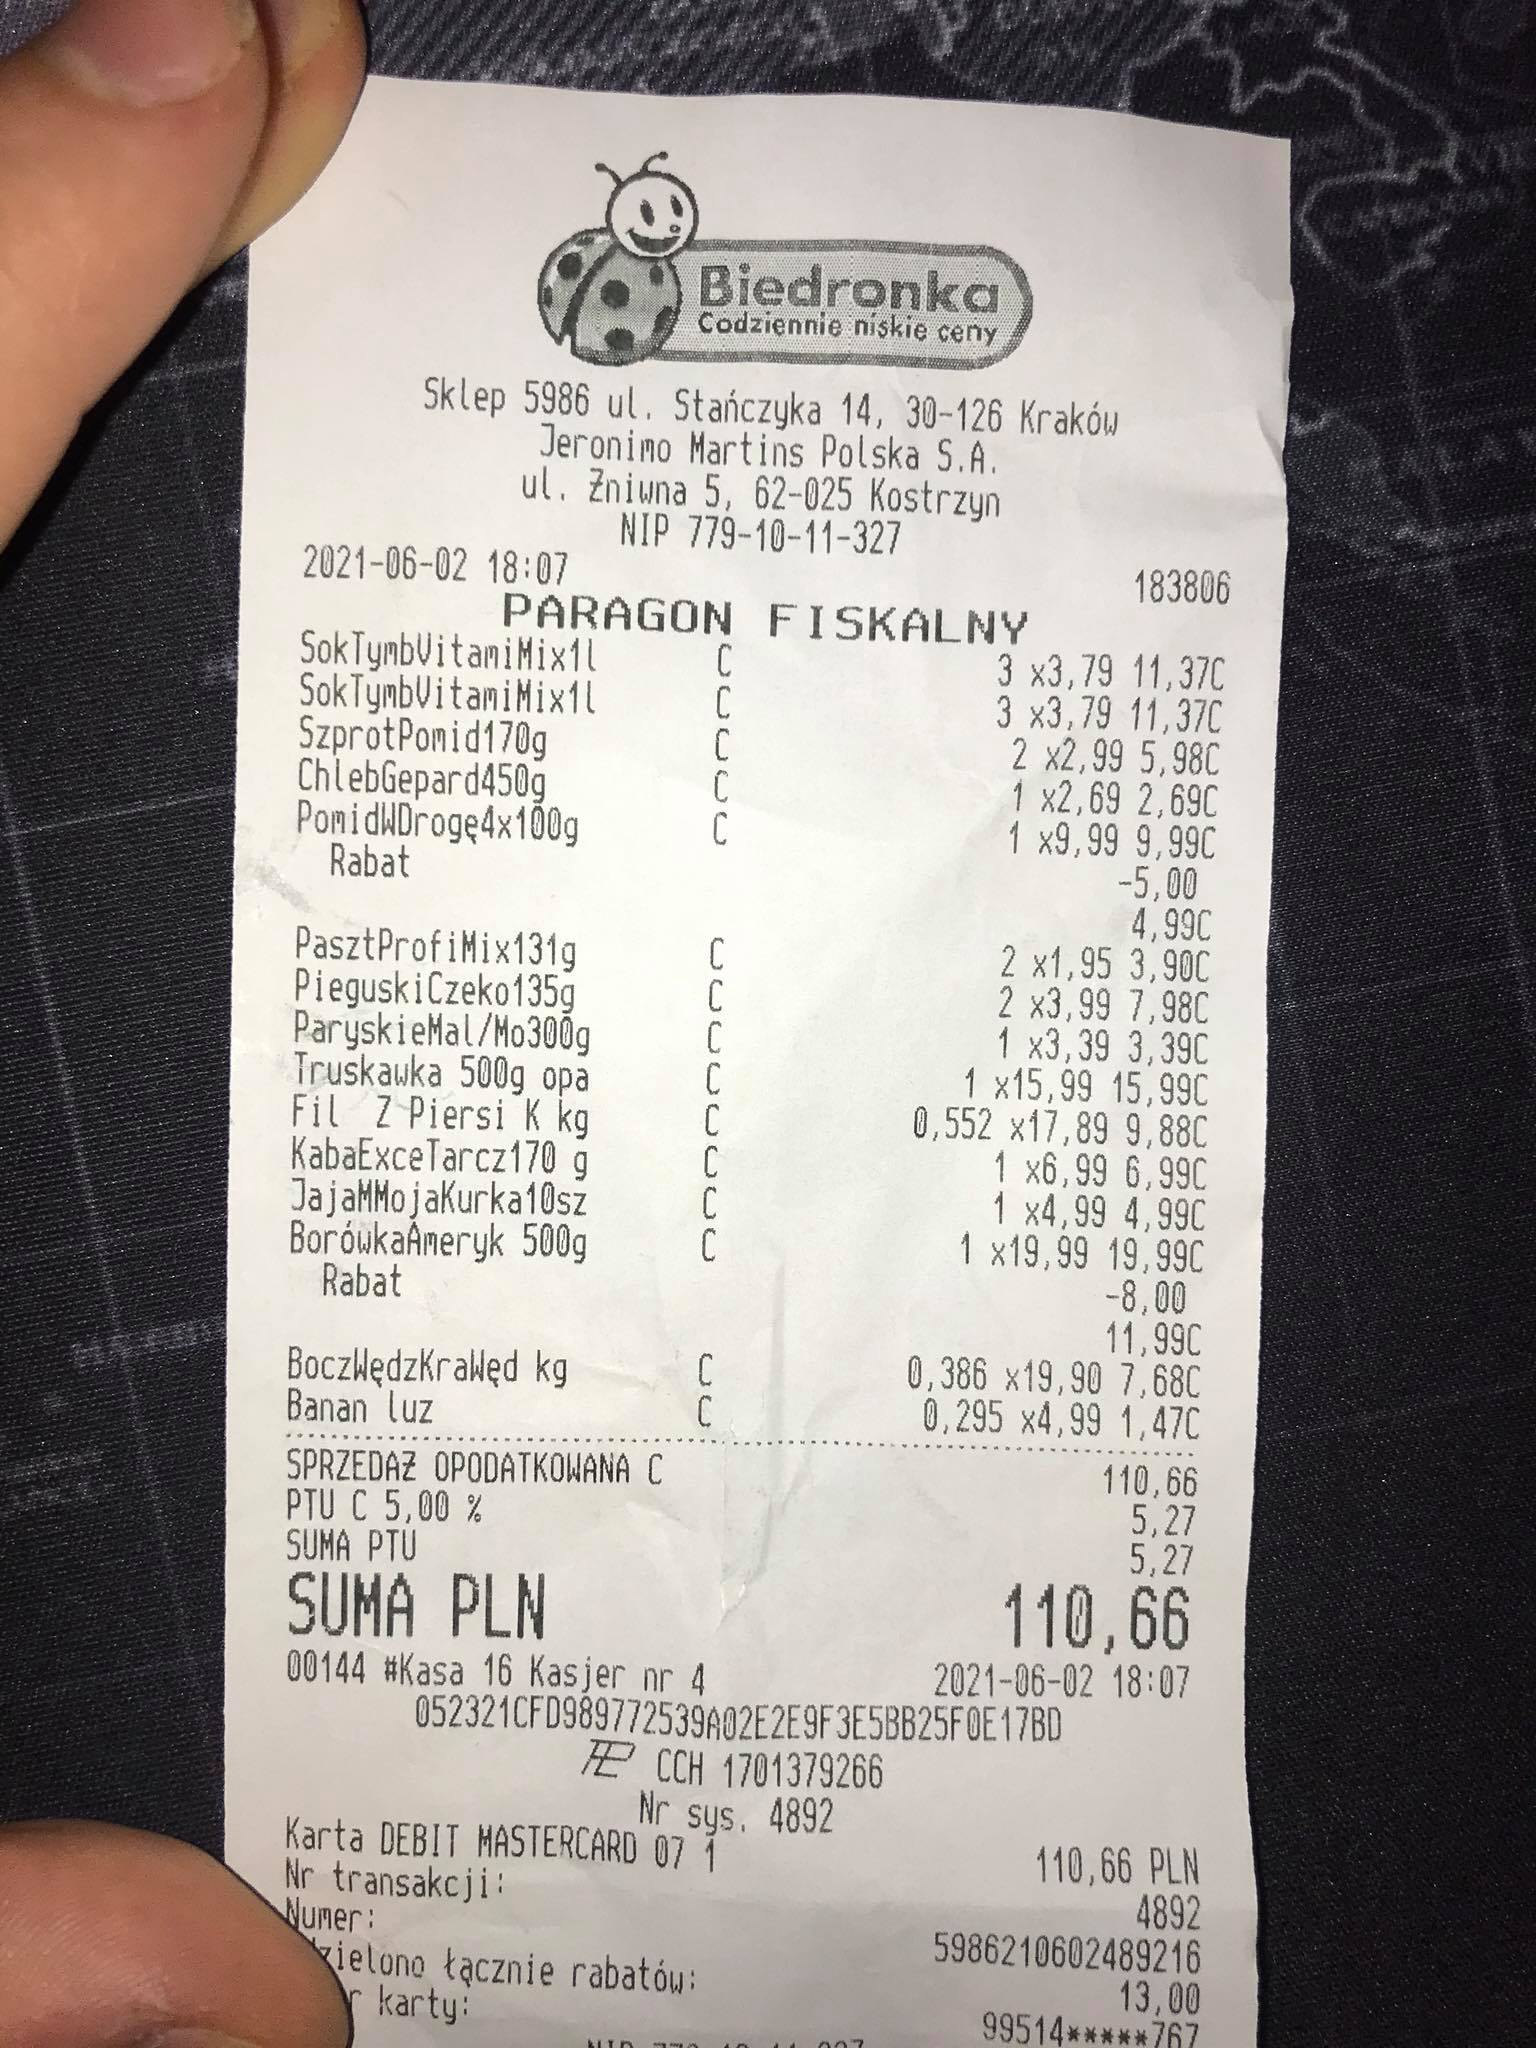 Biedronka
Codziennie niskie ceny
Sklep 5986 ul. Stańczyka 14, 30-126 Kraków
Jeronimo Martins Polska S.A.
ul. Żniwna 5, 62-025 Kostrzyn
NIP 779-10-11-327
2021-06-02 18:07 183806
PARAGON FISKALNY
SokTymbVitamiMix1l C 3 x3,79 11,37C
SokTymbVitamiMix1l C 3 x3,79 11,37C
SzprotPomid170g C 2 x2,99 5,98C
ChlebGepard450g C 1 x2,69 2,69C
PomidWDrogę4x100g C 1 x9,99 9,99C
Rabat -5,00
4,99C
PasztProfiMix131g C 2 x1,95 3,90C
PieguskiCzeko135g C 2 x3,99 7,98C
ParyskieMal/Mo300g C 1 x3,39 3,39C
Truskawka 500g opa C 1 x15,99 15,99C
Fil Z Piersi K kg C 0,552 x17,89 9,88C
KabaExceTarcz170 g C 1 x6,99 6,99C
JajaMMojaKurka10sz C 1 x4,99 4,99C
BorówkaAmeryk 500g C 1 x19,99 19,99C
Rabat -8,00
11,99C
BoczWędzKraWęd kg C 0,386 x19,90 7,68C
Banan luz C 0,295 x4,99 1,47C
SPRZEDAŻ OPODATKOWANA C 110,66
PTU C 5,00 % 5,27
SUMA PTU 5,27
SUMA PLN 110,66
00144 #Kasa 16 Kasjer nr 4 2021-06-02 18:07
052321CFD989772539A02E2E9F3E5BB25F0E17BD
CCH 1701379266
Nr sys. 4892
Karta DEBIT MASTERCARD 07 1 110,66 PLN
Nr transakcji: 4892
Numer: 5986210602489216
łącznie rabatów: 13,00
karty: 99514*****767